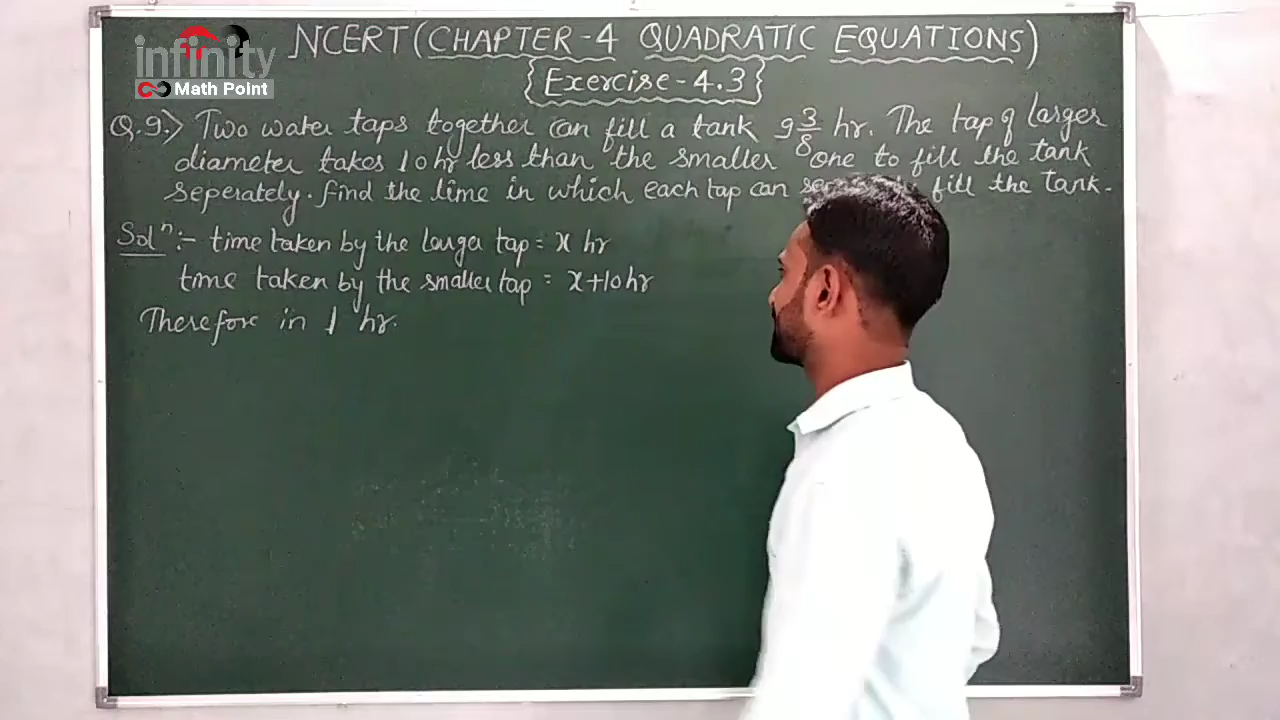 infinity
Math Point
NCERT (CHAPTER-4 QUADRATIC EQUATIONS)
{Exercise-4.3}
Q.9:> Two water taps together can fill a tank 9 3/8 hr. The tap of larger
diameter takes 10 hr less than the smaller one to fill the tank
seperately. find the time in which each tap can fill the tank.
Solⁿ:- time taken by the larger tap = x hr
time taken by the smaller tap = x+10 hr
Therefore in 1 hr.